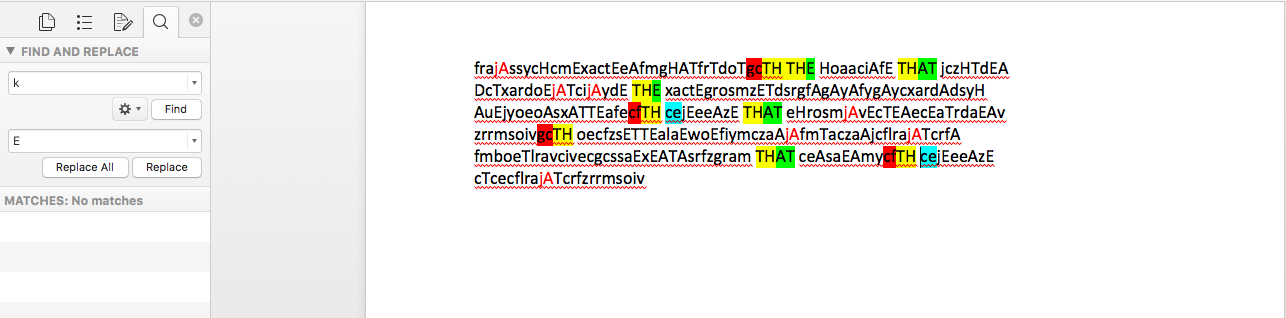 FIND AND REPLACE
k
Find
E
Replace All
Replace
MATCHES: No matches
frajAssycHcmExactEeAfmgHATfrTdoTgcTH THE HoaaciAfE THAT jczHTdEA
DcTxardoEjATcijAydE THE xactEgrosmzETdsrgfAgAyAfygAycxardAdsyH
AuEjyoeoAsxATTEafecfTH cejEeeAzE THAT eHrosmjAvEcTEAecEaTrdaEAv
zrrmsoivgcTH oecfzsETTEalaEwoEfiymczaAjAfmTAczaAjcflrajATcrfA
fmboeTlravcivecgcssaExEATAsrfzgram THAT ceAsaEAmycfTH cejEeeAzE
cTcecflrajATcrfzrrmsoiv